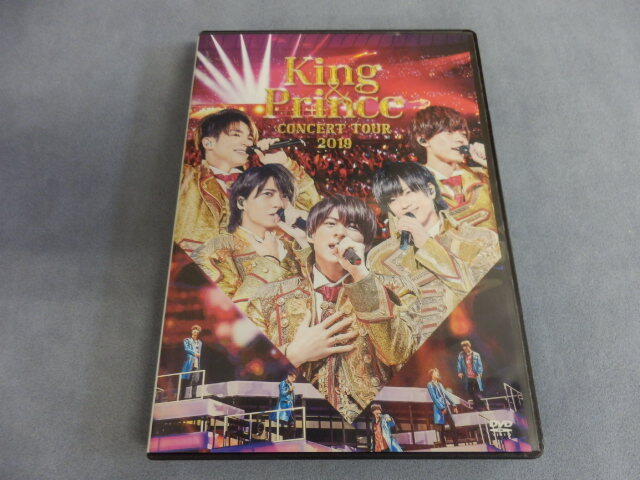 King
&
Prince
CONCERT TOUR
2019
DVD